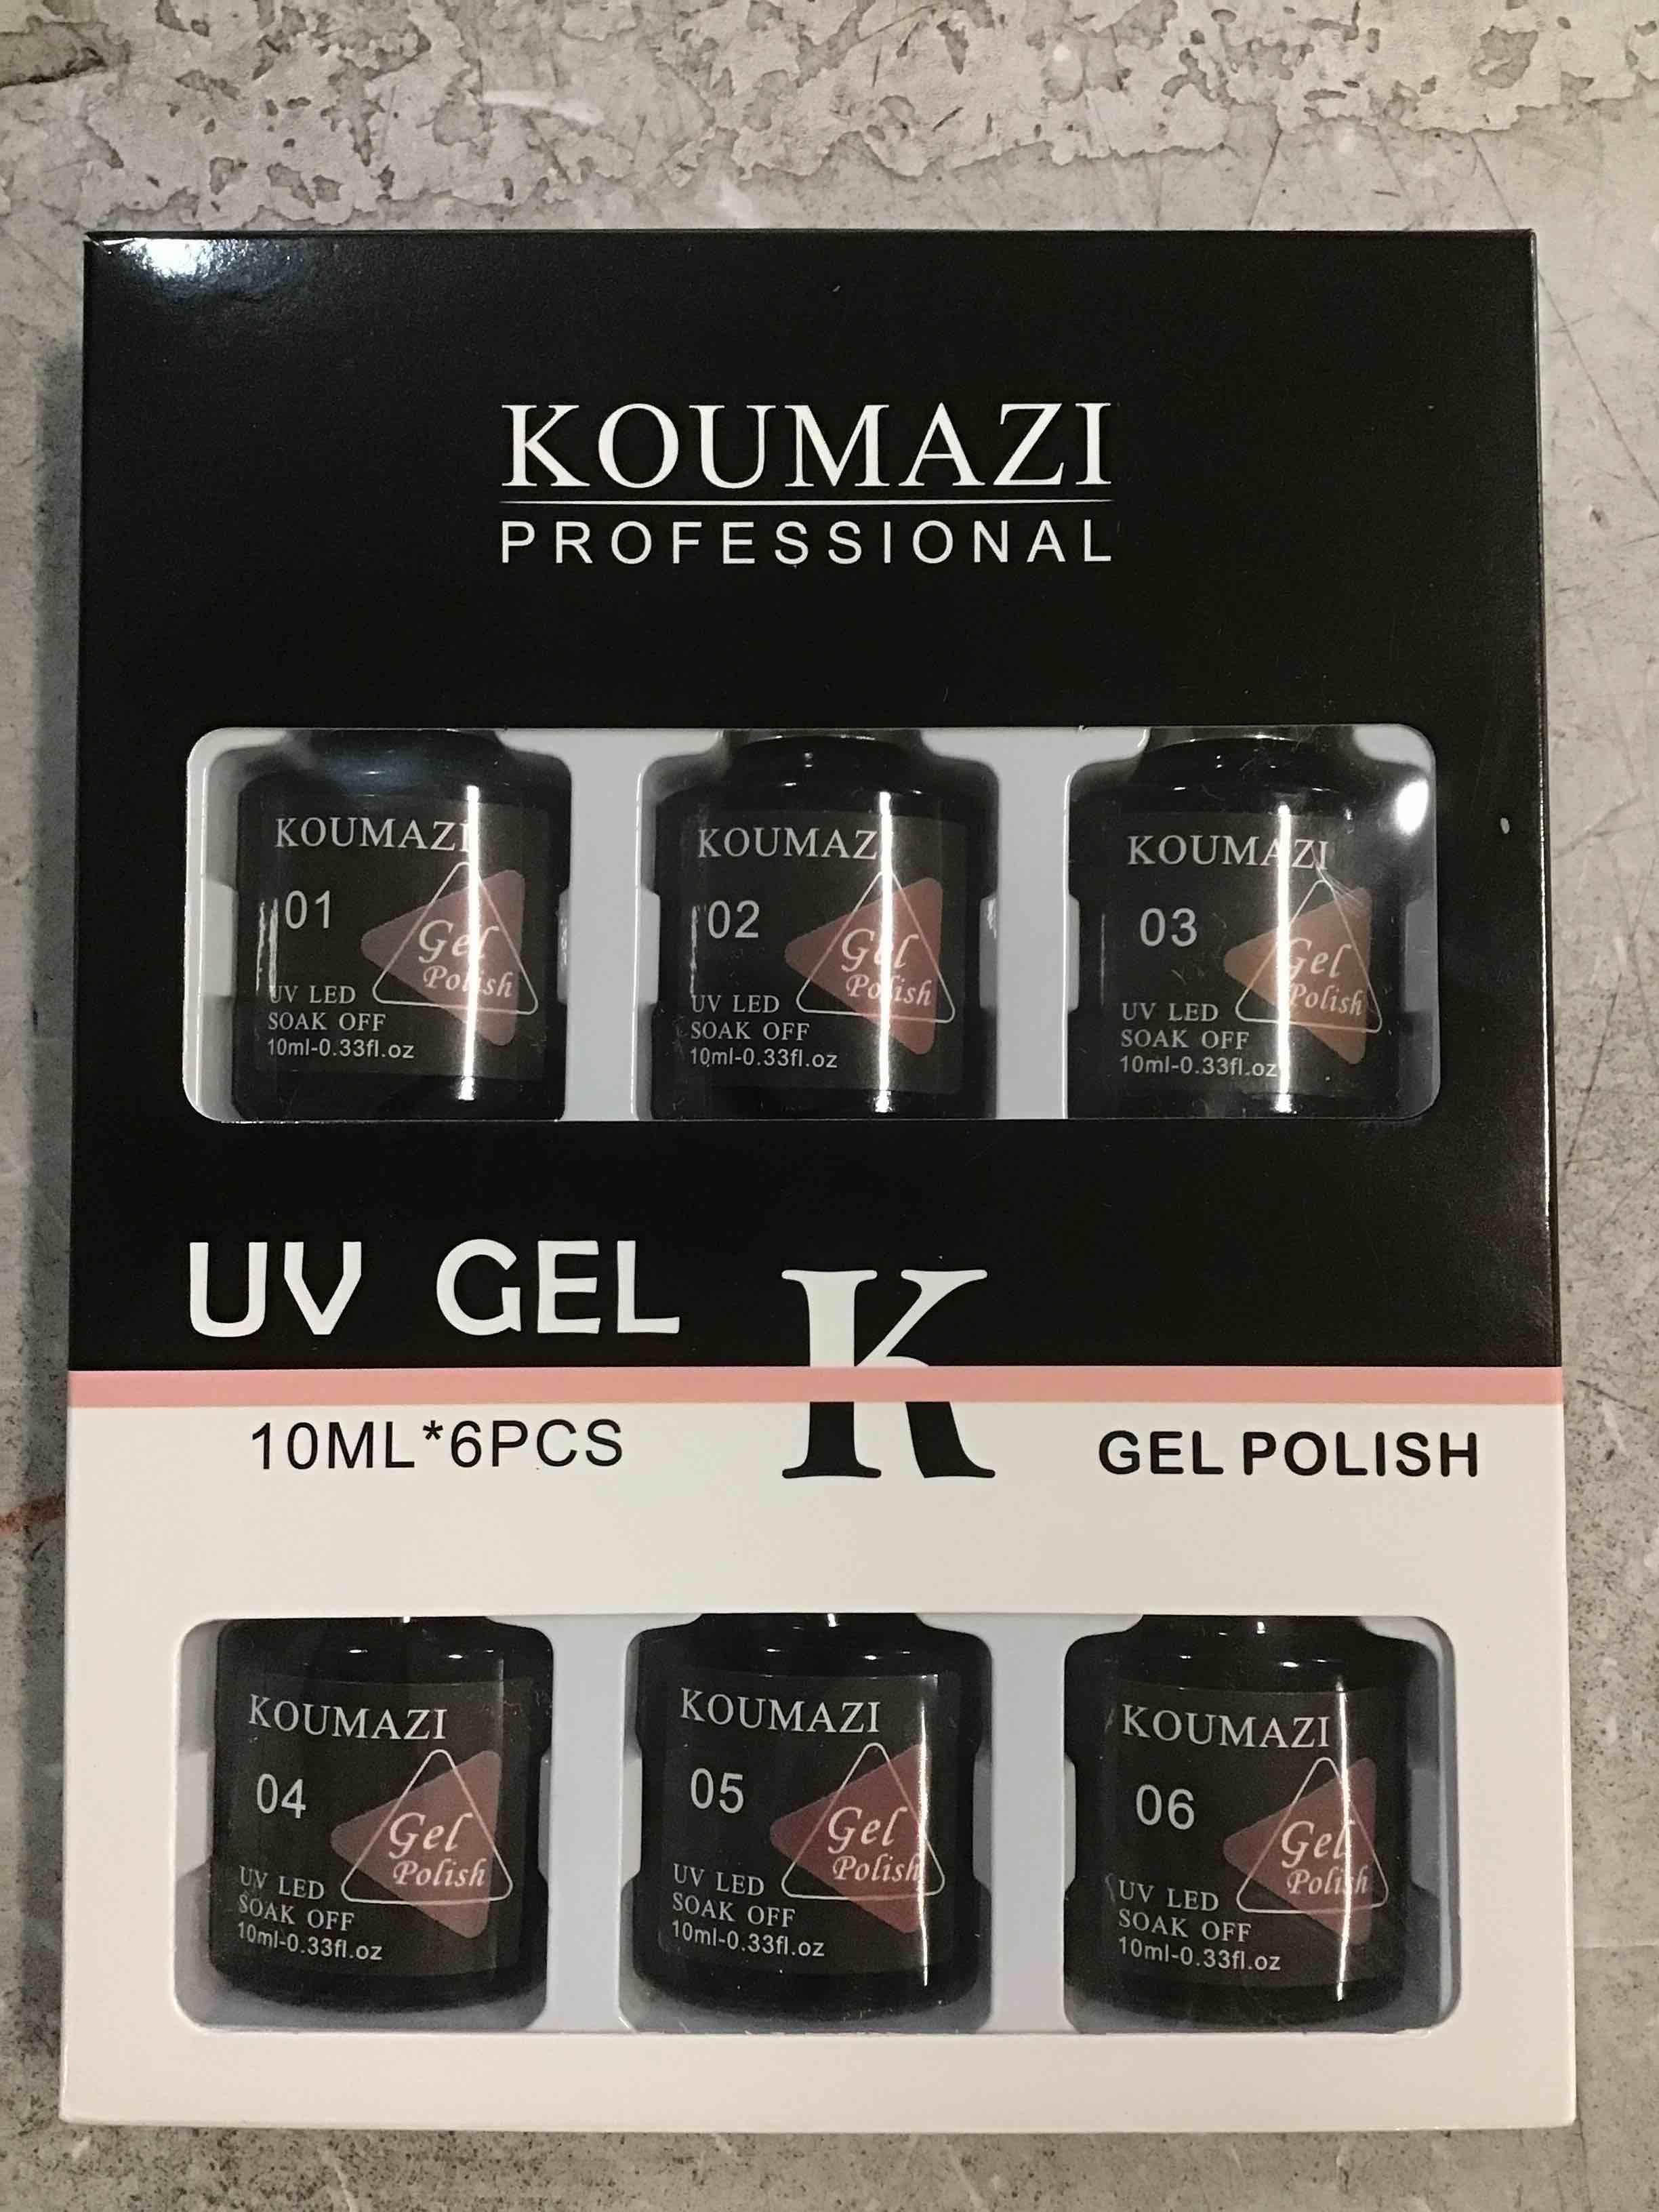 KOUMAZI
PROFESSIONAL
KOUMAZI
01
Gel
Polish
UV LED
SOAK OFF
10ml-0.33fl.oz
KOUMAZI
02
Gel
Polish
UV LED
SOAK OFF
10ml-0.33fl.oz
KOUMAZI
03
Gel
Polish
UV LED
SOAK OFF
10ml-0.33fl.oz
UV GEL
K
10ML*6PCS
GEL POLISH
KOUMAZI
04
Gel
Polish
UV LED
SOAK OFF
10ml-0.33fl.oz
KOUMAZI
05
Gel
Polish
UV LED
SOAK OFF
10ml-0.33fl.oz
KOUMAZI
06
Gel
Polish
UV LED
SOAK OFF
10ml-0.33fl.oz